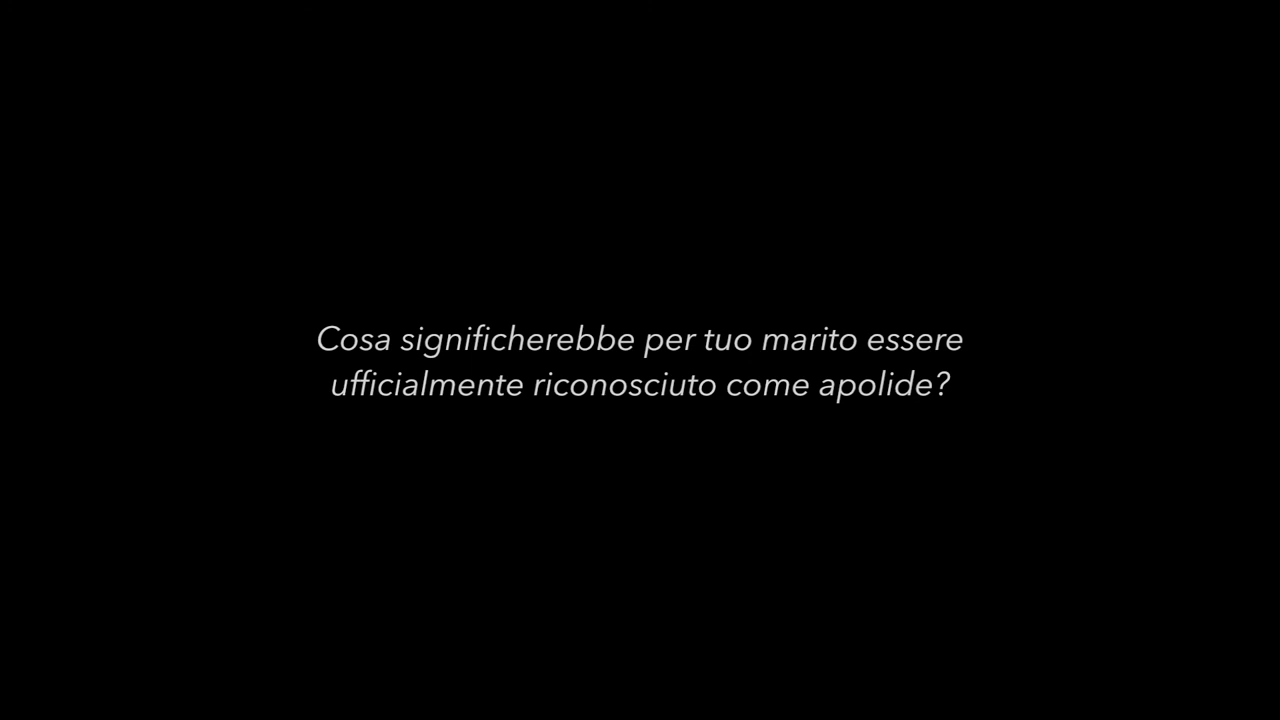 Cosa significherebbe per tuo marito essere
ufficialmente riconosciuto come apolide?